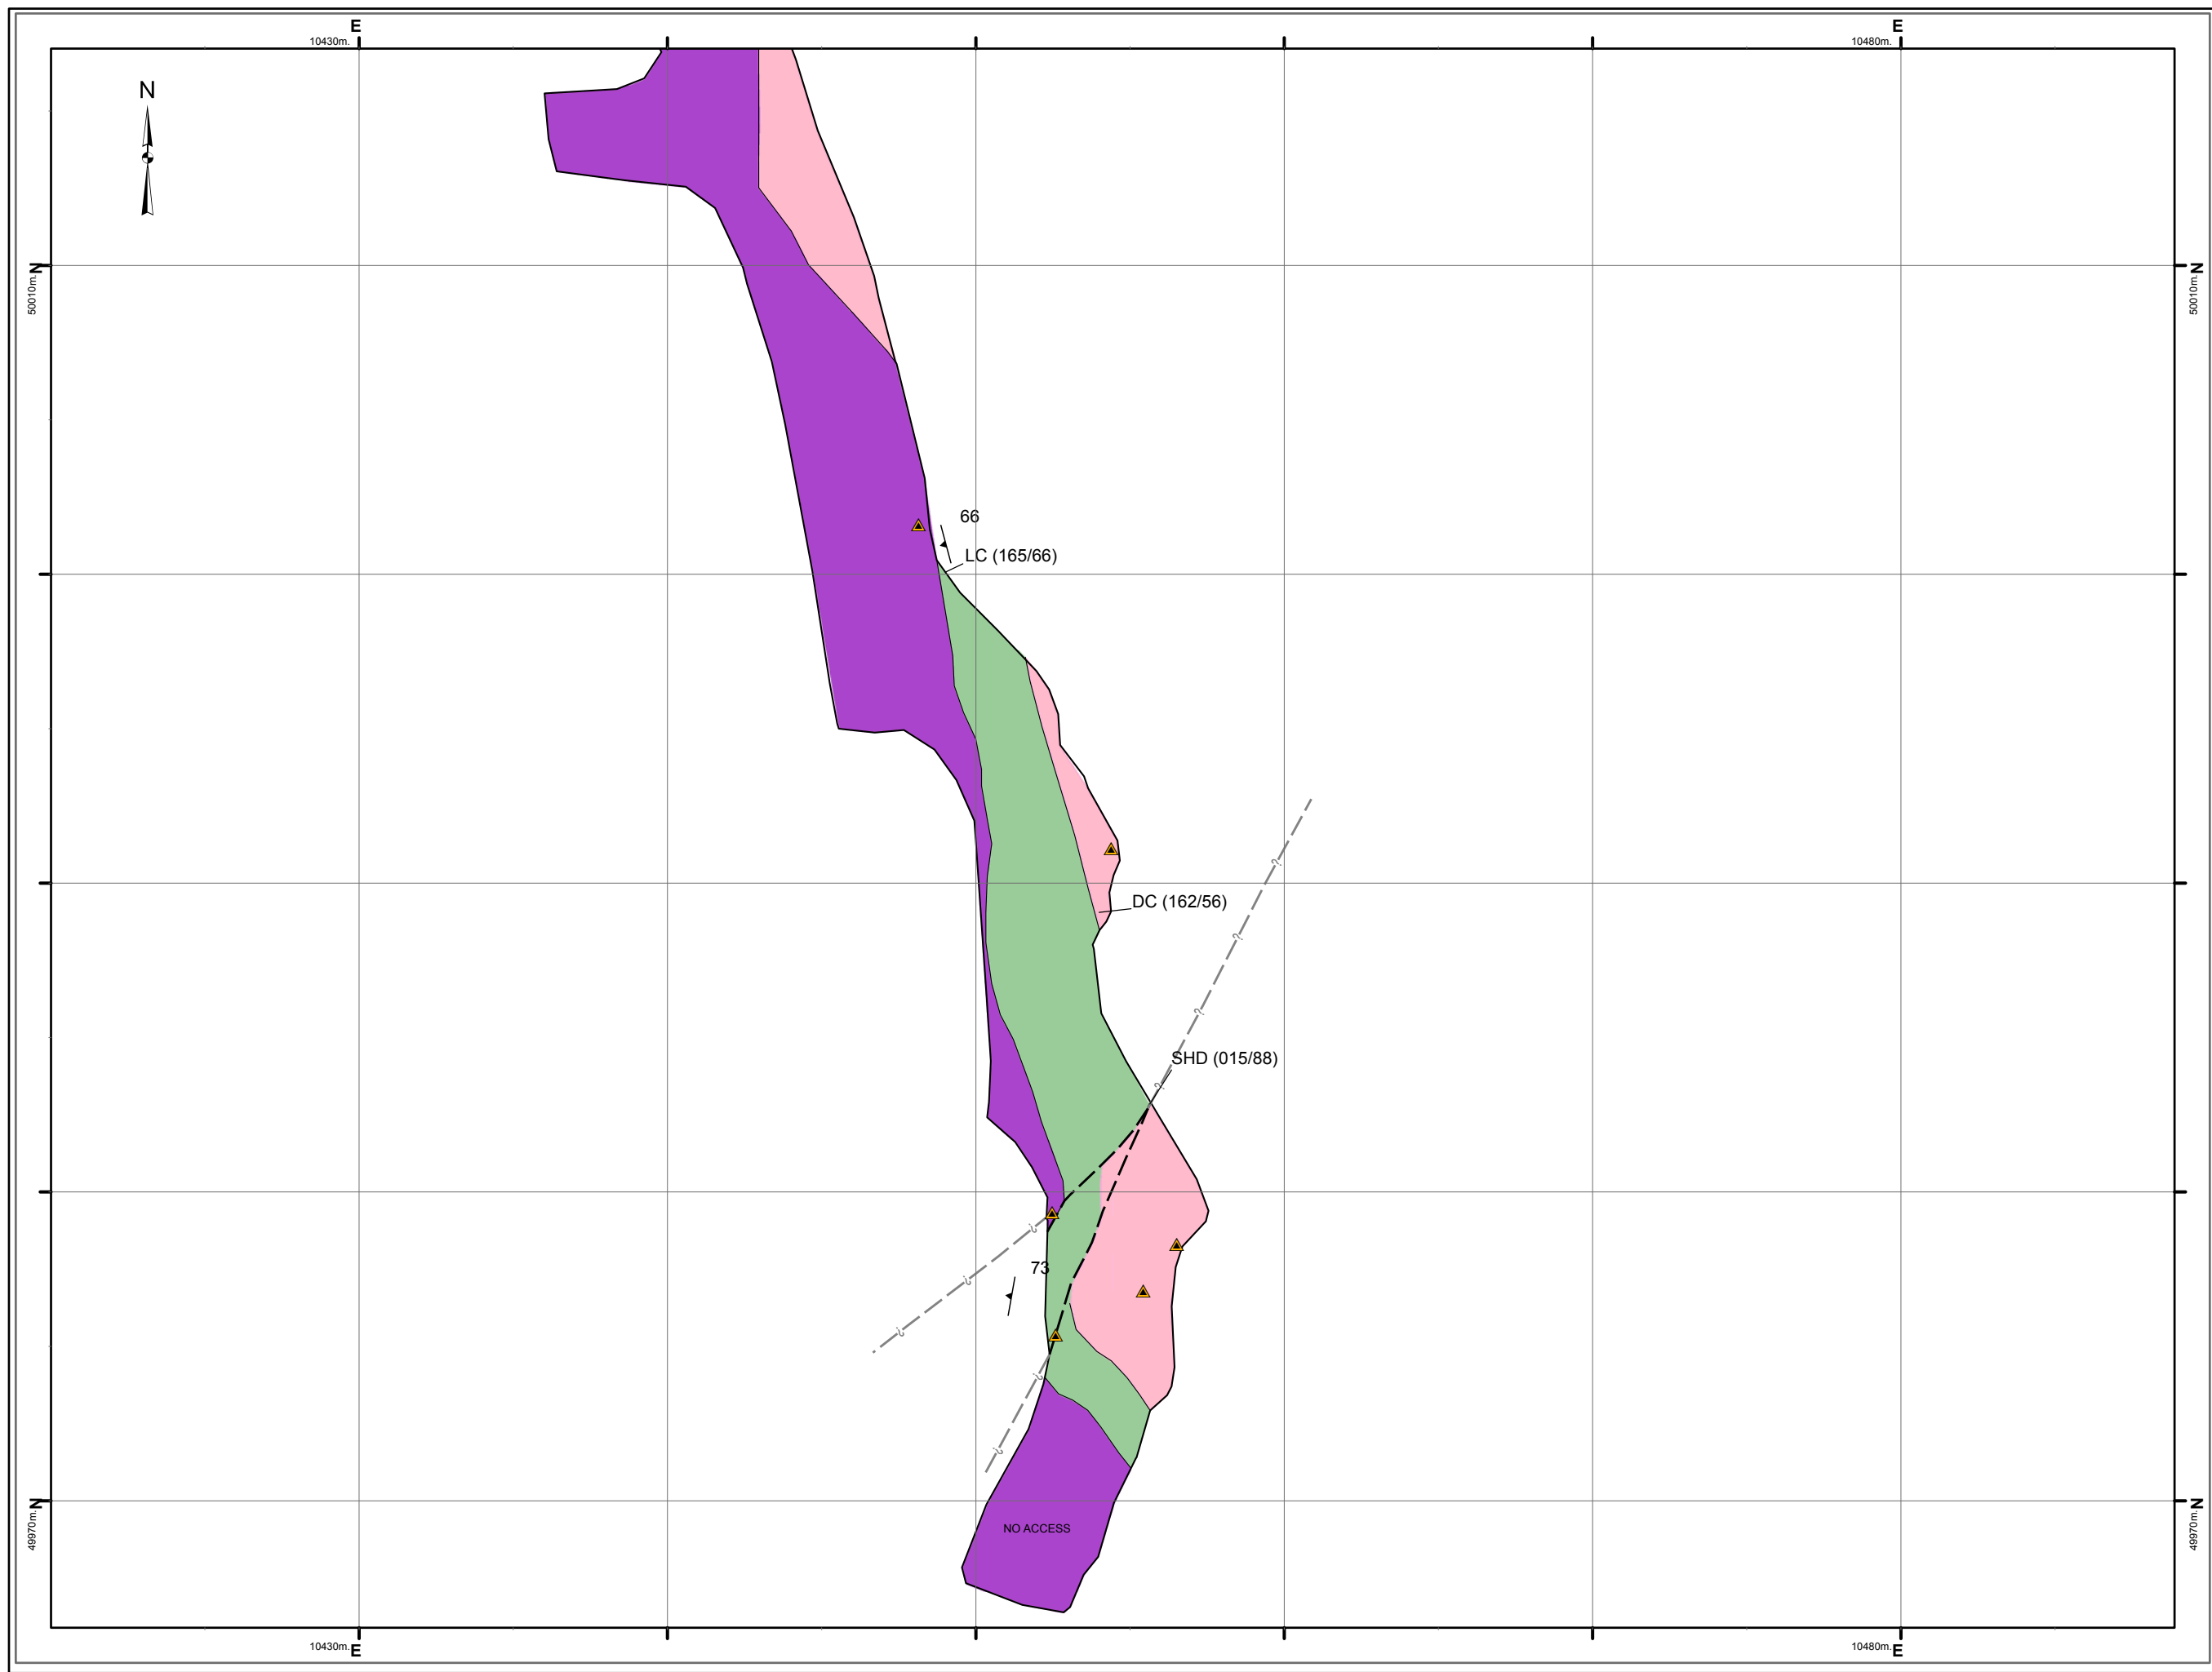 E E
10430m. 10480m.
N
N N
50010m. 50010m.
66
LC (165/66)
?
DC (162/56)
?
?
SHD (015/88)
?
?
73
?
?
?
?
N N
49970m. 49970m.
NO ACCESS
10430m. 10480m.
E E